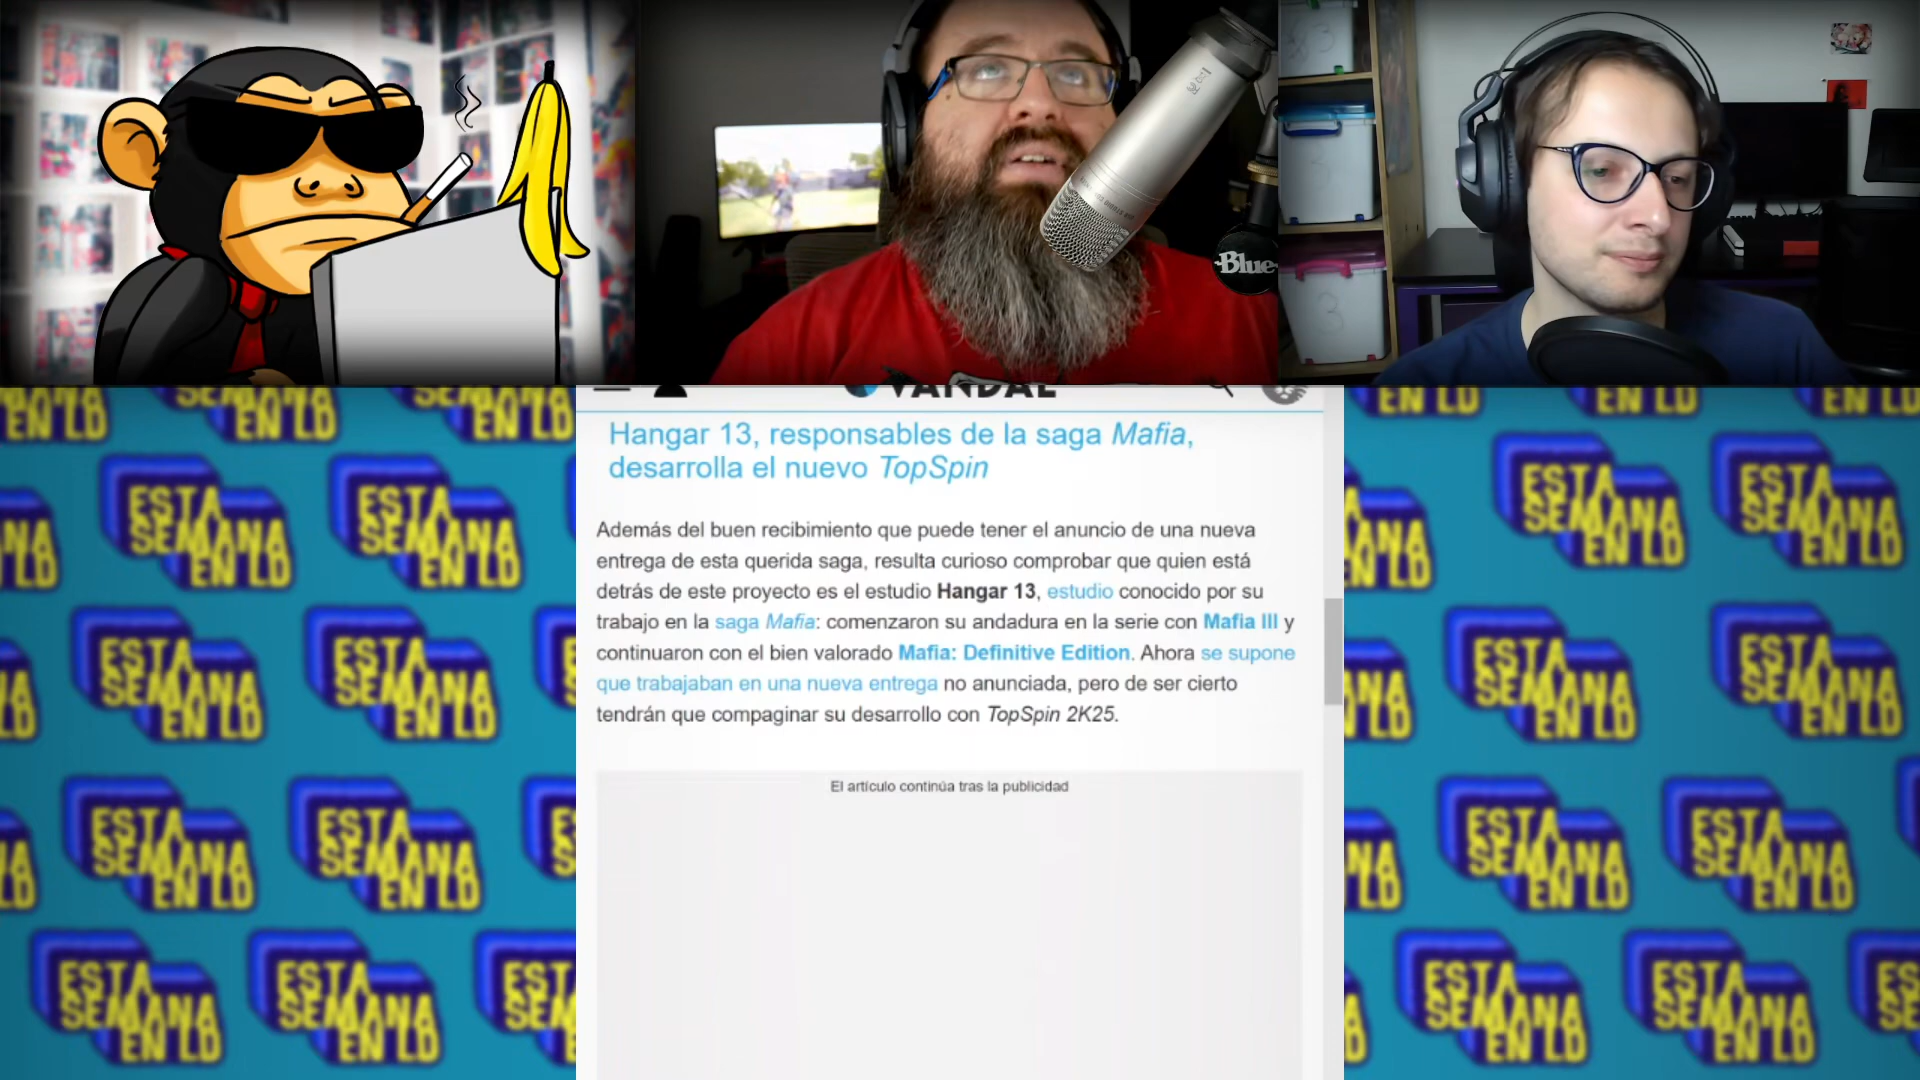 Blue
VANDAL
Hangar 13, responsables de la saga Mafia,
desarrolla el nuevo TopSpin
Además del buen recibimiento que puede tener el anuncio de una nueva
entrega de esta querida saga, resulta curioso comprobar que quien está
detrás de este proyecto es el estudio Hangar 13, estudio conocido por su
trabajo en la saga Mafia: comenzaron su andadura en la serie con Mafia III y
continuaron con el bien valorado Mafia: Definitive Edition. Ahora se supone
que trabajaban en una nueva entrega no anunciada, pero de ser cierto
tendrán que compaginar su desarrollo con TopSpin 2K25.
El artículo continúa tras la publicidad
ESTA
SEMANA
EN LD